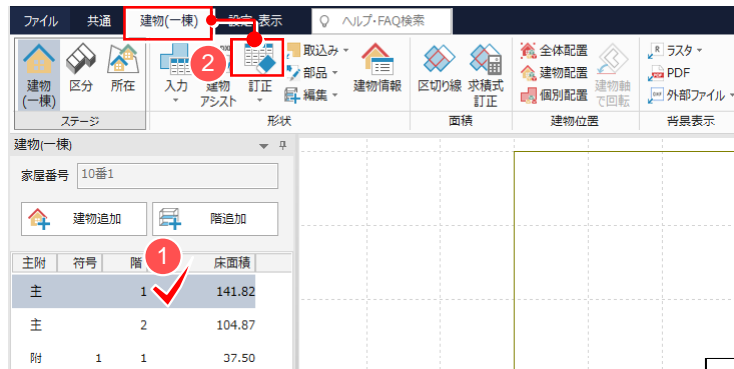 ファイル 共通 建物(一棟) 設定・表示 ヘルプ・FAQ検索
建物(一棟) 区分 所在 入力 建物アシスト 訂正 取込み 部品 編集 建物情報 区切り線 求積式訂正 全体配置 建物配置 個別配置 建物軸で回転 ラスタ PDF 外部ファイル
2
ステージ 形状 面積 建物位置 背景表示
建物(一棟)
家屋番号 10番1
建物追加 階追加
1
主附 符号 階 床面積
主 1 141.82
主 2 104.87
附 1 1 37.50